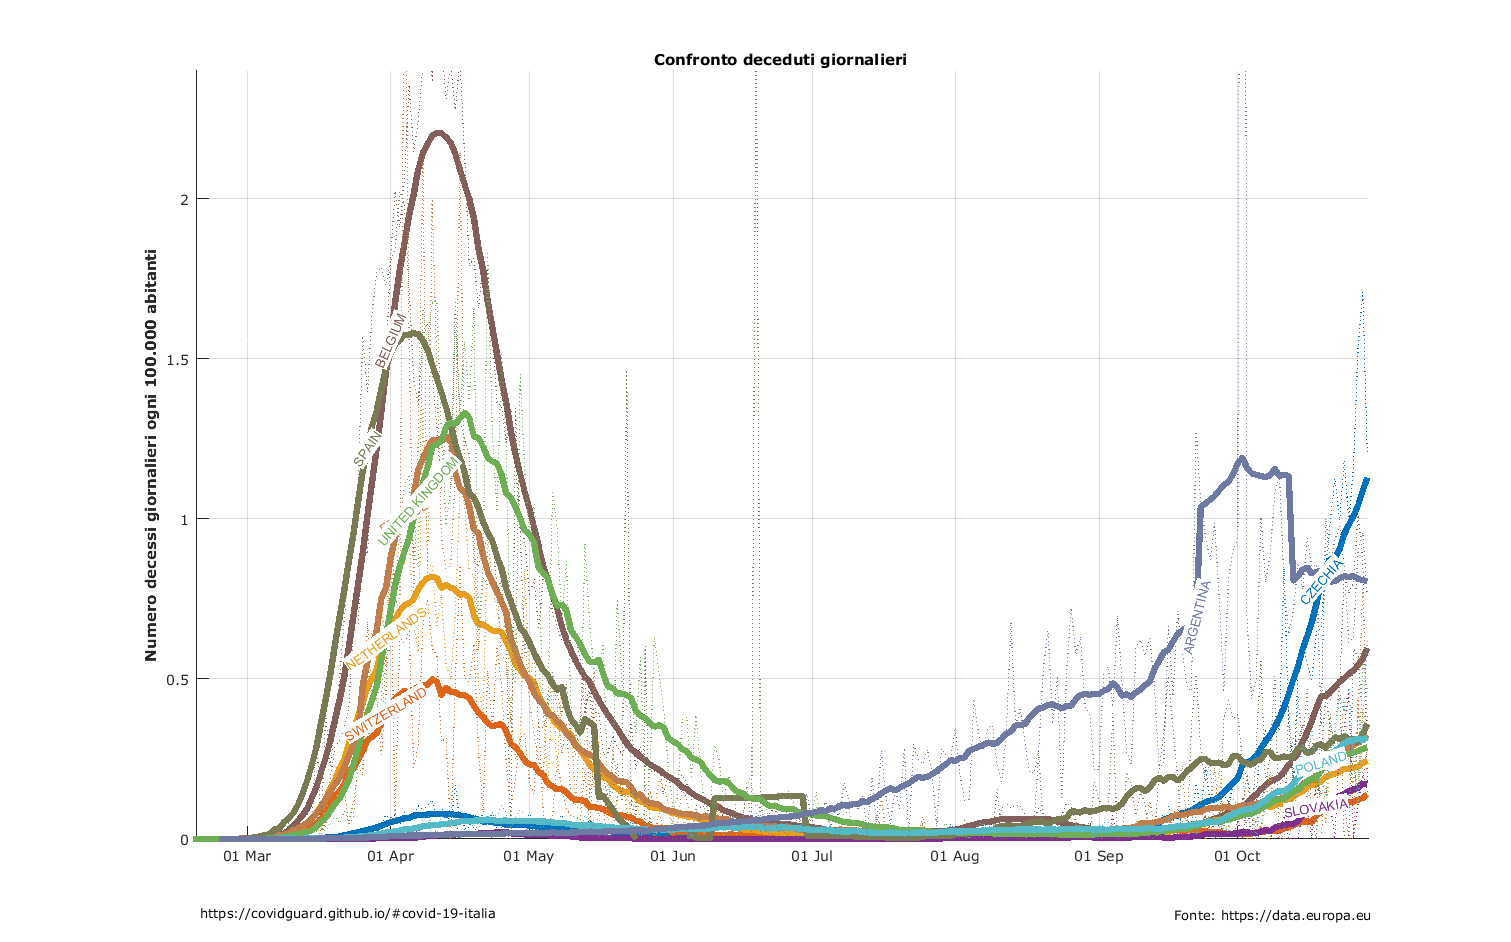 Confronto deceduti giornalieri
Numero decessi giornalieri ogni 100.000 abitanti
2
1.5
1
0.5
0
BELGIUM
SPAIN
UNITED KINGDOM
NETHERLANDS
SWITZERLAND
ARGENTINA
CZECHIA
POLAND
SLOVAKIA
01 Mar
01 Apr
01 May
01 Jun
01 Jul
01 Aug
01 Sep
01 Oct
https://covidguard.github.io/#covid-19-italia
Fonte: https://data.europa.eu